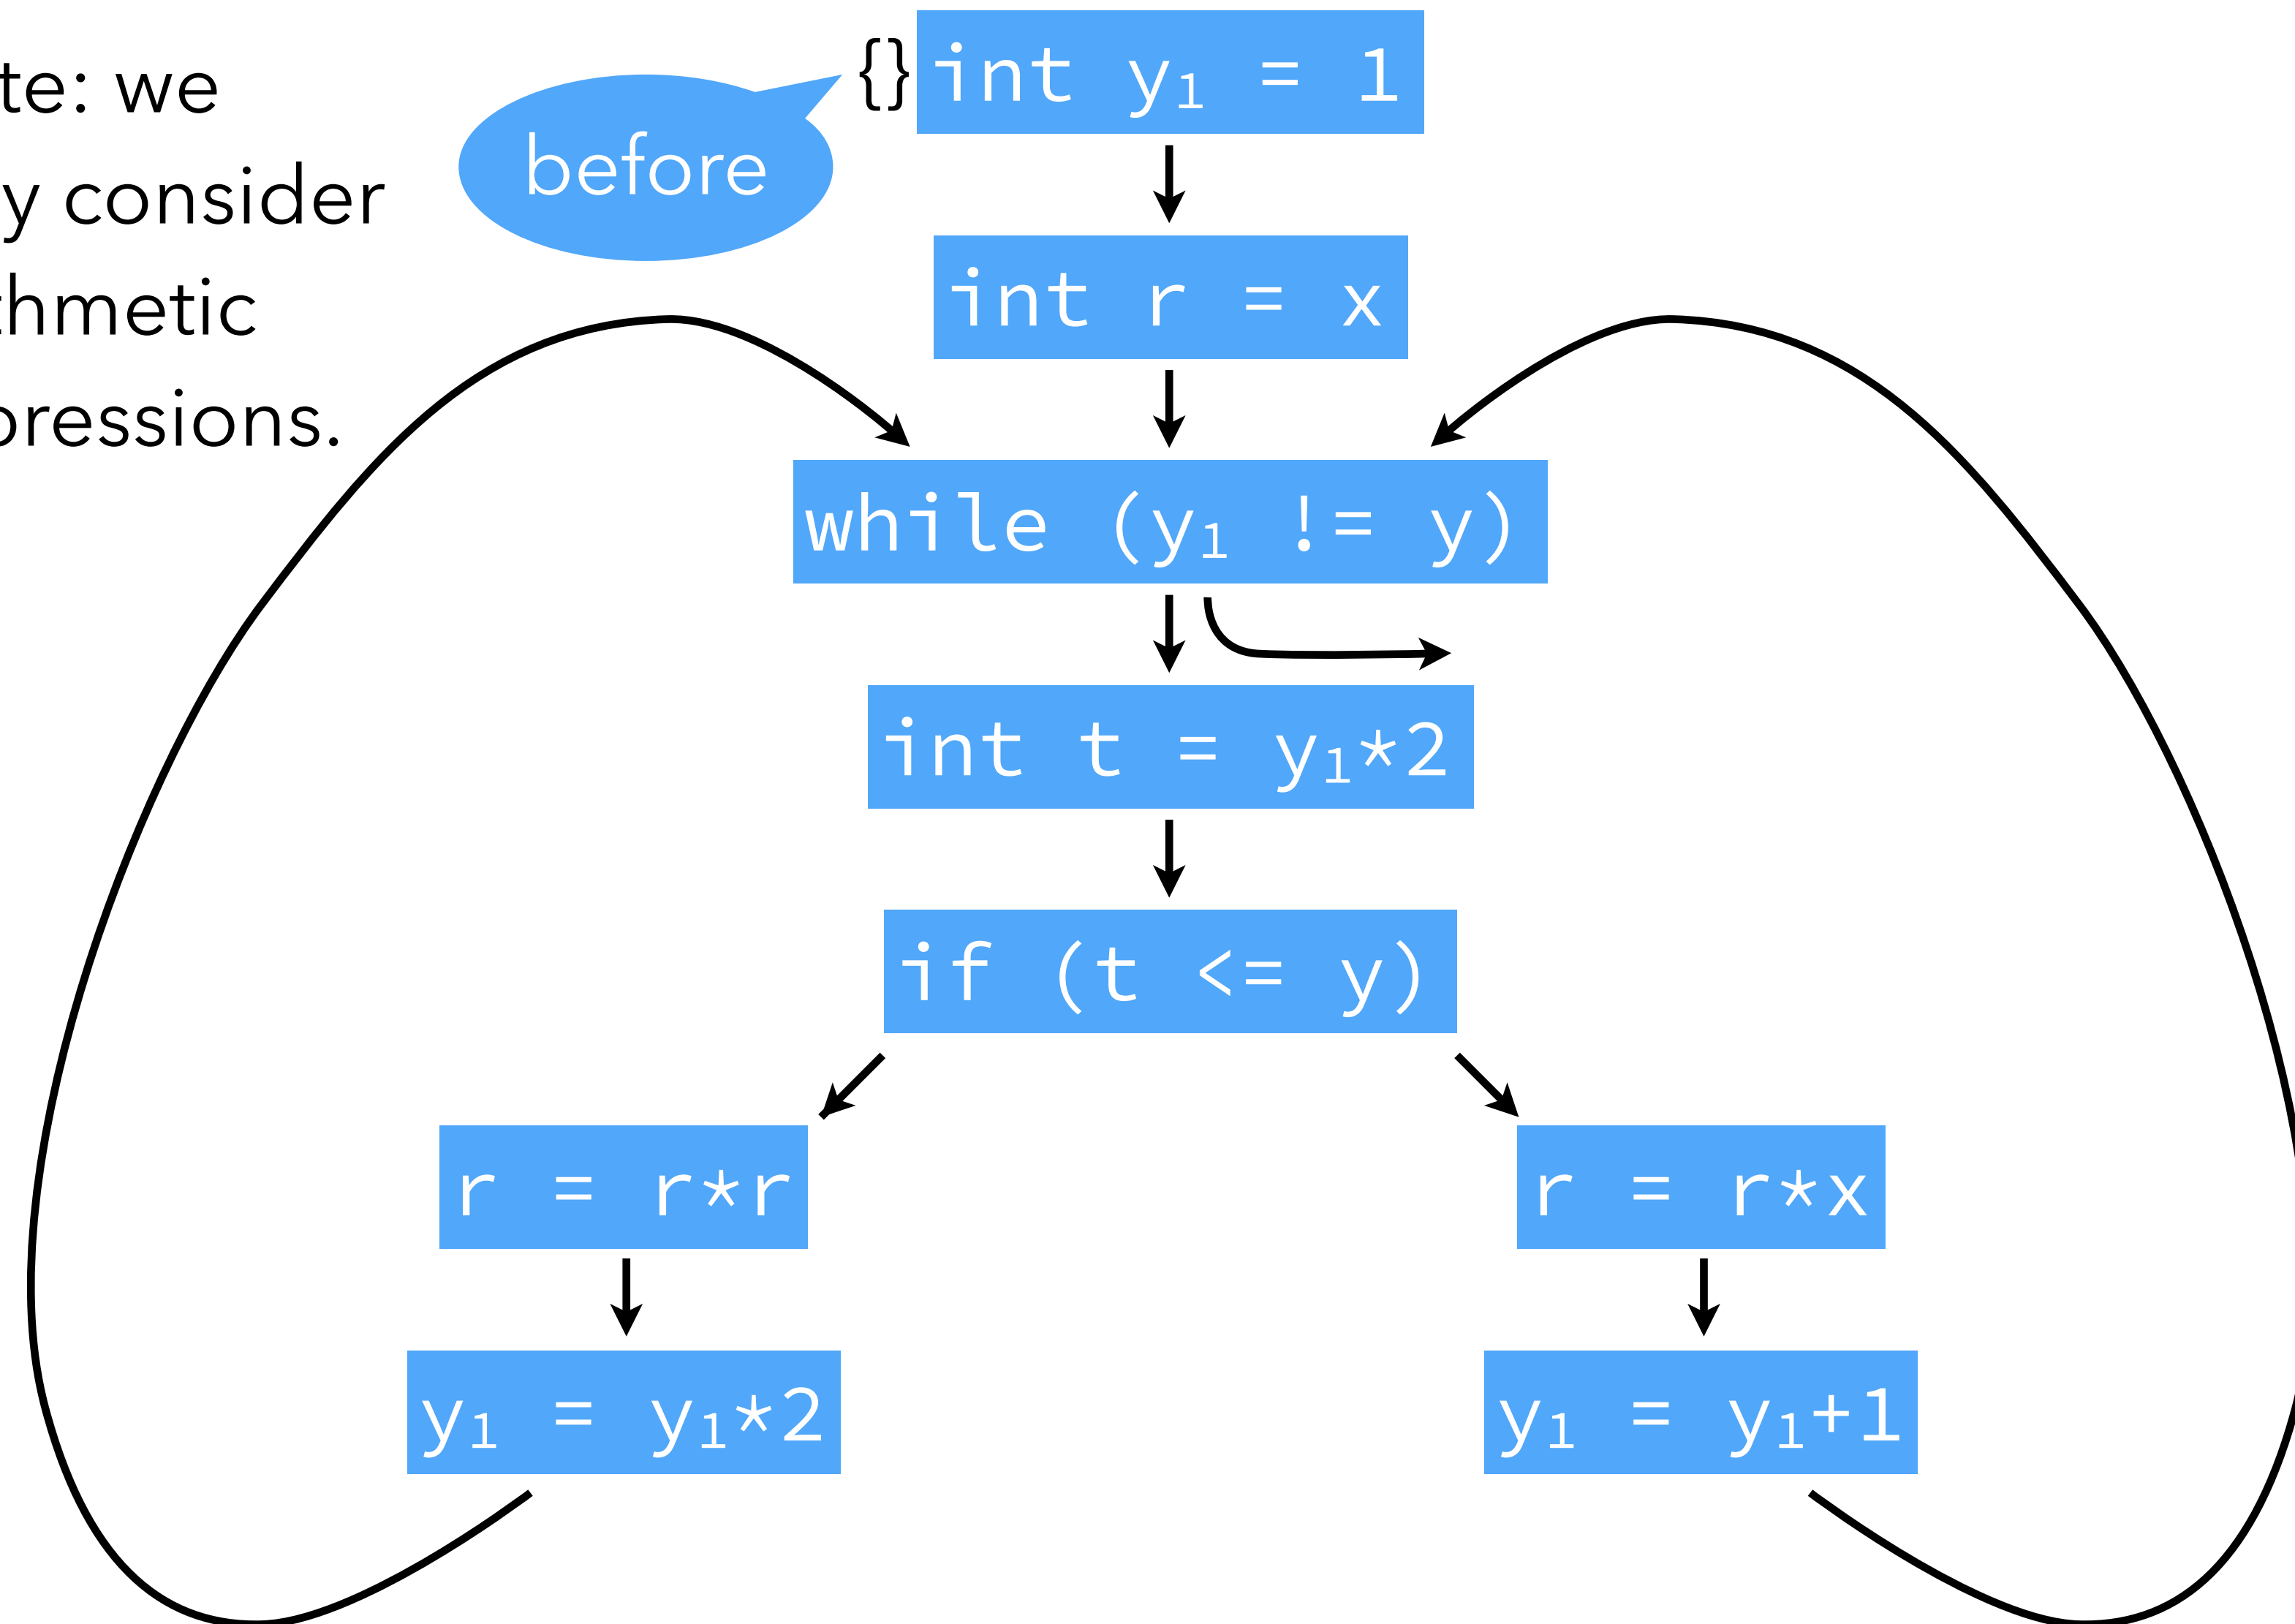 te: we
y consider
hmetic
ressions.
before
{}
int y₁ = 1
int r = x
while (y₁ != y)
int t = y₁*2
if (t <= y)
r = r*r
r = r*x
y₁ = y₁*2
y₁ = y₁+1